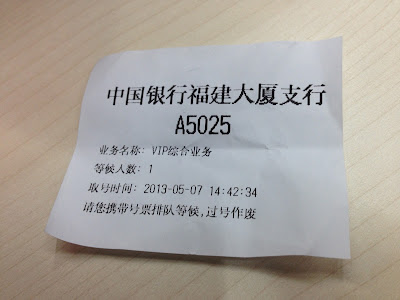 中国银行福建大厦支行
A5025
业务名称: VIP综合业务
等候人数: 1
取号时间: 2013-05-07 14:42:34
请您携带号票排队等候,过号作废